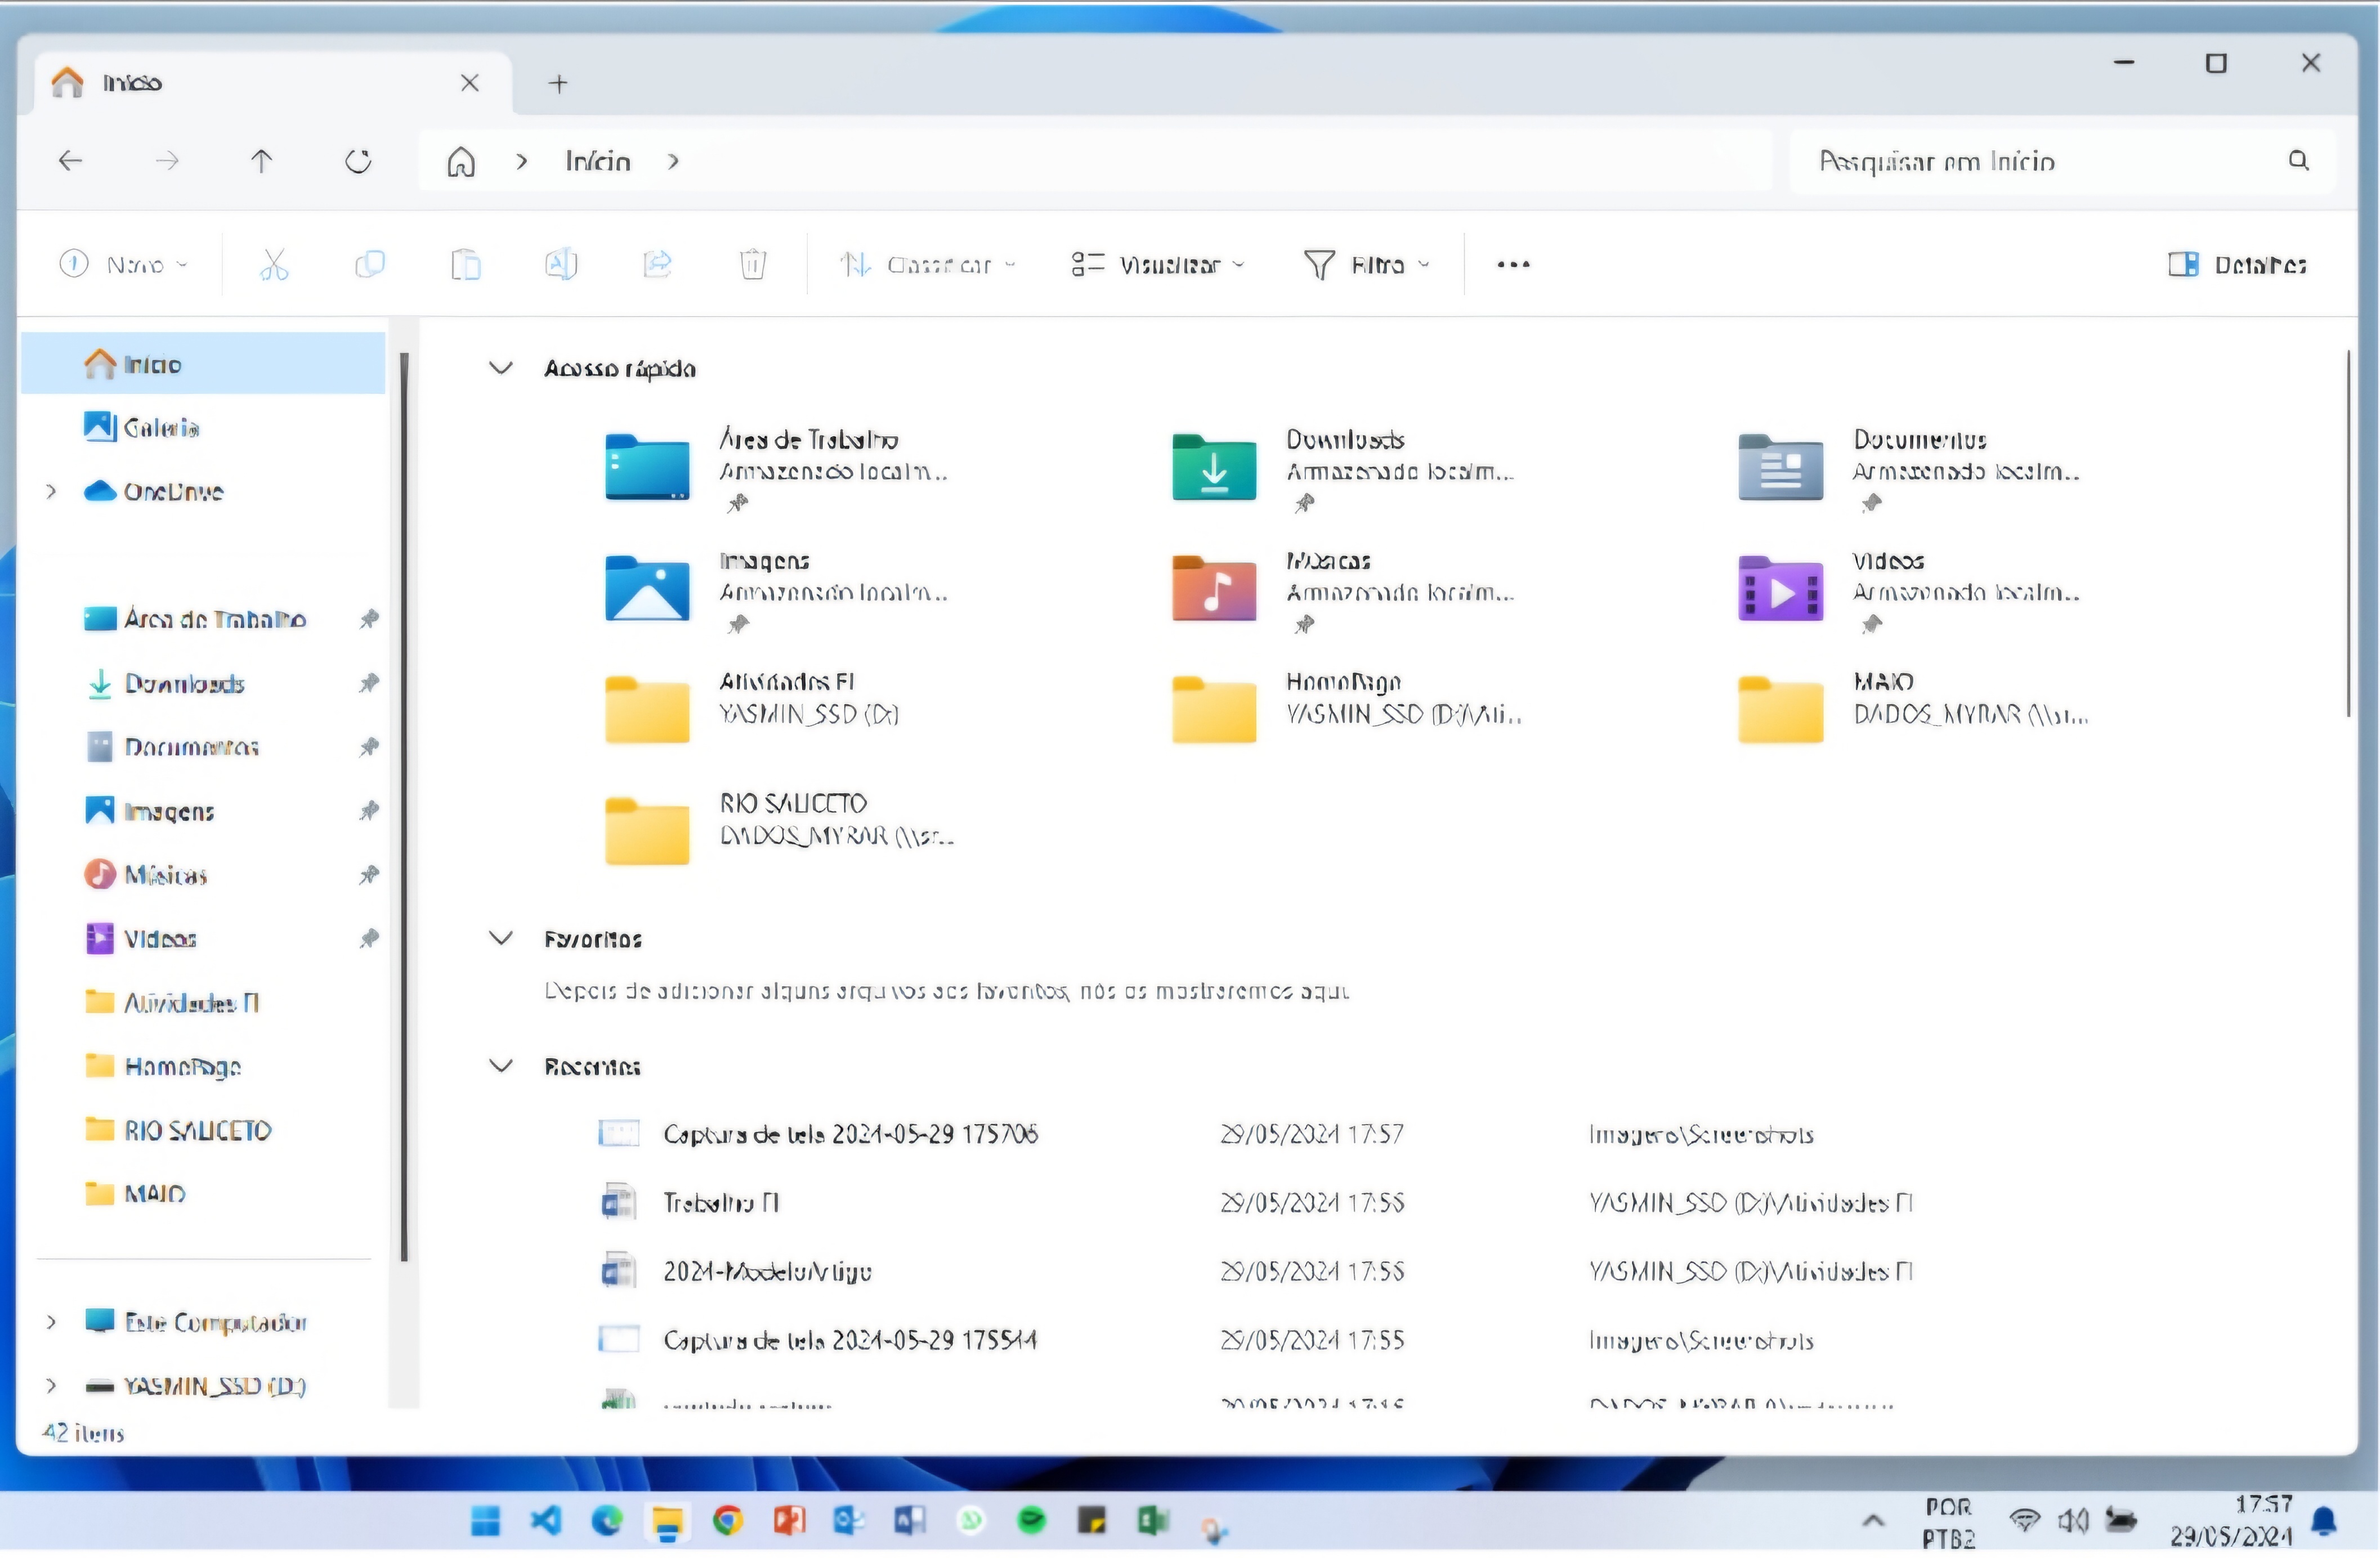 Início
Início
Pesquisar em Início
Novo
Classificar
Visualizar
Filtro
Detalhes
Início
Galeria
OneDrive
Área de Trabalho
Downloads
Documentos
Imagens
Músicas
Vídeos
Atividades FI
HomePage
RIO SALICETO
MAIO
Este Computador
YASMIN_SSD (D:)
42 itens
Acesso rápido
Área de Trabalho
Armazenado localm...
Downloads
Armazenado localm...
Documentos
Armazenado localm...
Imagens
Armazenado localm...
Músicas
Armazenado localm...
Vídeos
Armazenado localm...
Atividades FI
YASMIN_SSD (D:)
HomePage
YASMIN_SSD (D:)\Ati...
MAIO
DADOS_MYRAR (\\sr...
RIO SALICETO
DADOS_MYRAR (\\sr...
Favoritos
Depois de adicionar alguns arquivos aos favoritos, nós os mostraremos aqui.
Recentes
Captura de tela 2024-05-29 175706
29/05/2024 17:57
Imagens\Screenshots
Trabalho FI
29/05/2024 17:56
YASMIN_SSD (D:)\Atividades FI
2024-ModeloArtigo
29/05/2024 17:56
YASMIN_SSD (D:)\Atividades FI
Captura de tela 2024-05-29 175544
29/05/2024 17:55
Imagens\Screenshots
POR
PTB2
17:57
29/05/2024